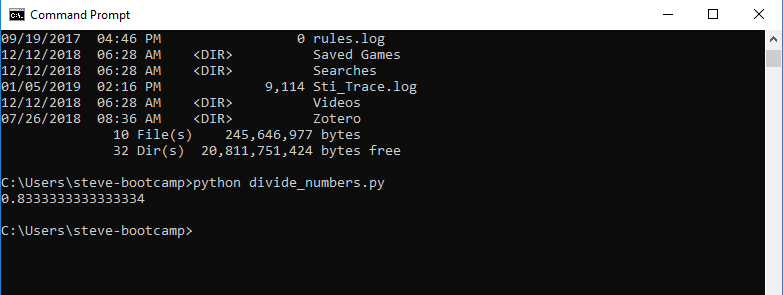 Command Prompt
09/19/2017  04:46 PM                 0 rules.log
12/12/2018  06:28 AM    <DIR>          Saved Games
12/12/2018  06:28 AM    <DIR>          Searches
01/05/2019  02:16 PM             9,114 Sti_Trace.log
12/12/2018  06:28 AM    <DIR>          Videos
07/26/2018  08:36 AM    <DIR>          Zotero
              10 File(s)    245,646,977 bytes
              32 Dir(s)  20,811,751,424 bytes free
C:\Users\steve-bootcamp>python divide_numbers.py
0.8333333333333334
C:\Users\steve-bootcamp>